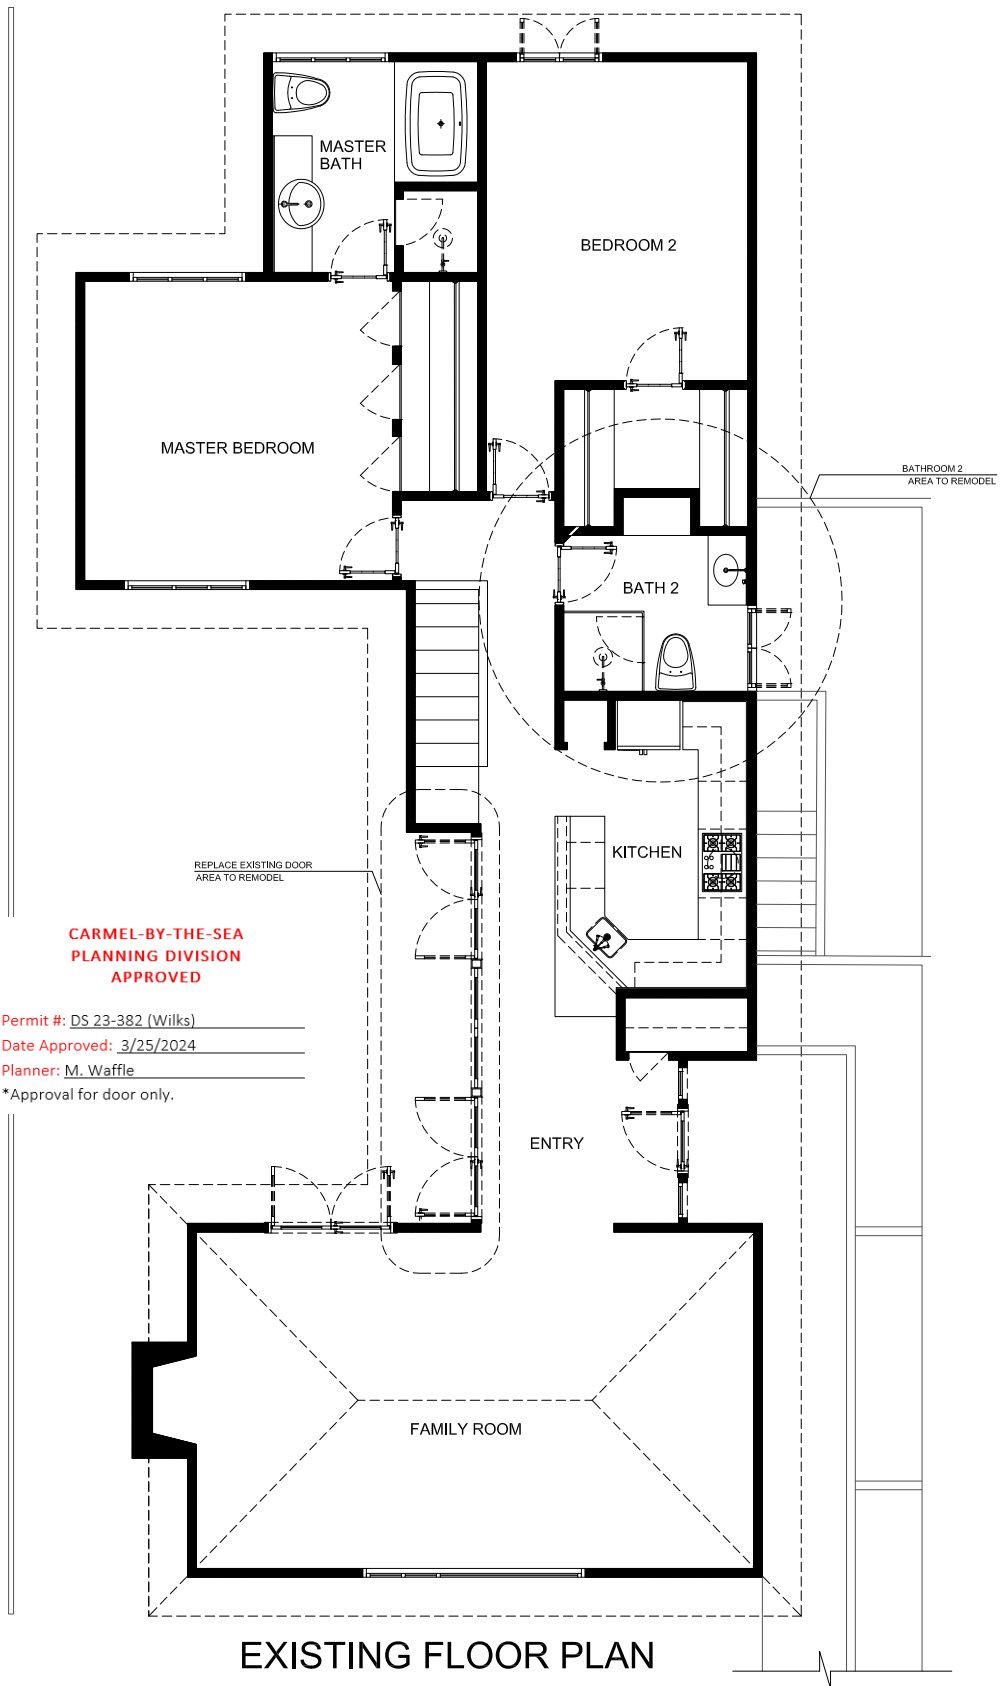 MASTER
BATH
BEDROOM 2
MASTER BEDROOM
BATHROOM 2
AREA TO REMODEL
BATH 2
KITCHEN
REPLACE EXISTING DOOR
AREA TO REMODEL
CARMEL-BY-THE-SEA
PLANNING DIVISION
APPROVED
Permit #: DS 23-382 (Wilks)
Date Approved: 3/25/2024
Planner: M. Waffle
*Approval for door only.
ENTRY
FAMILY ROOM
EXISTING FLOOR PLAN